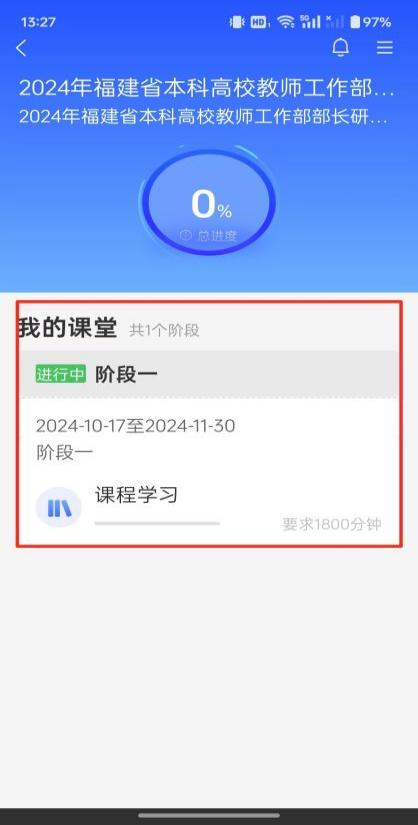 13:27
HD
5G
97%
2024年福建省本科高校教师工作部...
2024年福建省本科高校教师工作部部长研...
0%
总进度
我的课堂 共1个阶段
进行中 阶段一
2024-10-17至2024-11-30
阶段一
课程学习
要求1800分钟